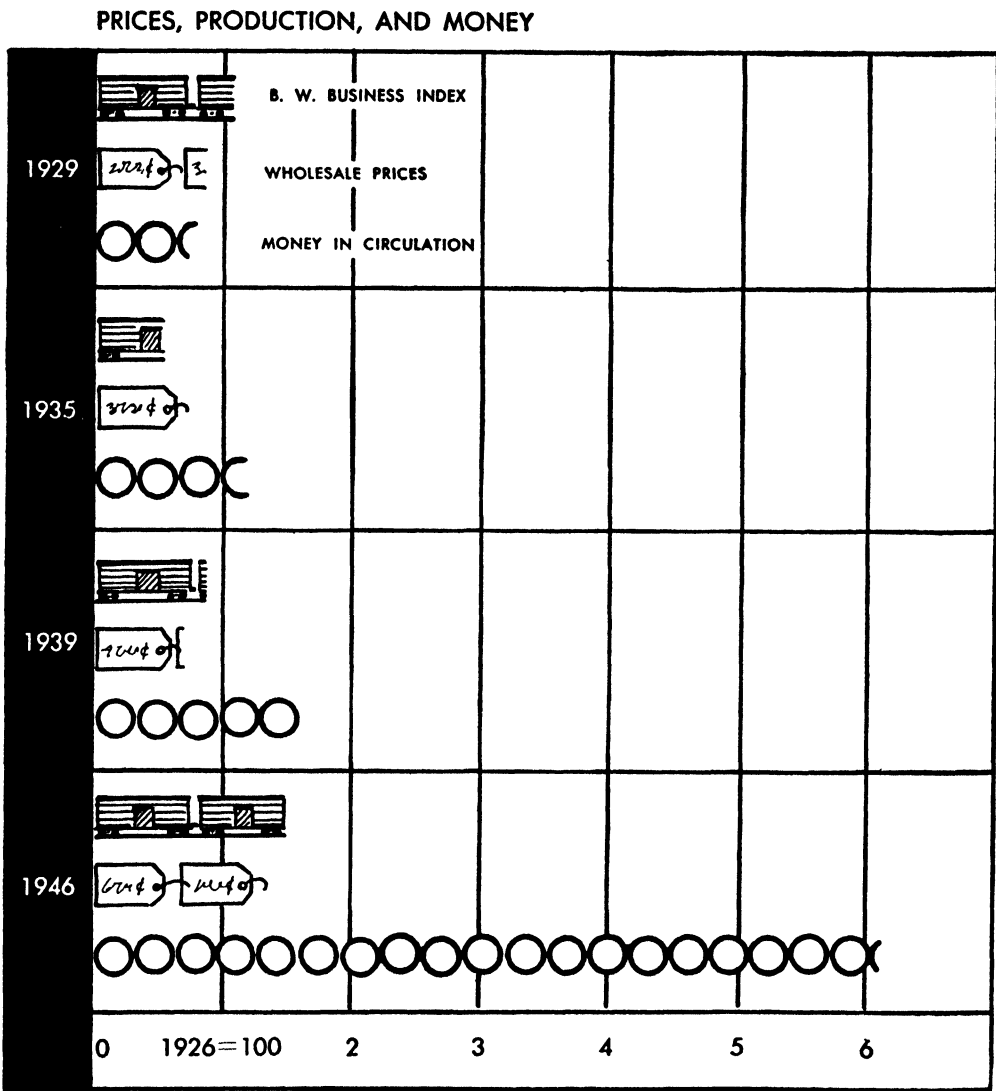 PRICES, PRODUCTION, AND MONEY
B. W. BUSINESS INDEX
1929
WHOLESALE PRICES
MONEY IN CIRCULATION
1935
1939
1946
0 1926=100 2 3 4 5 6